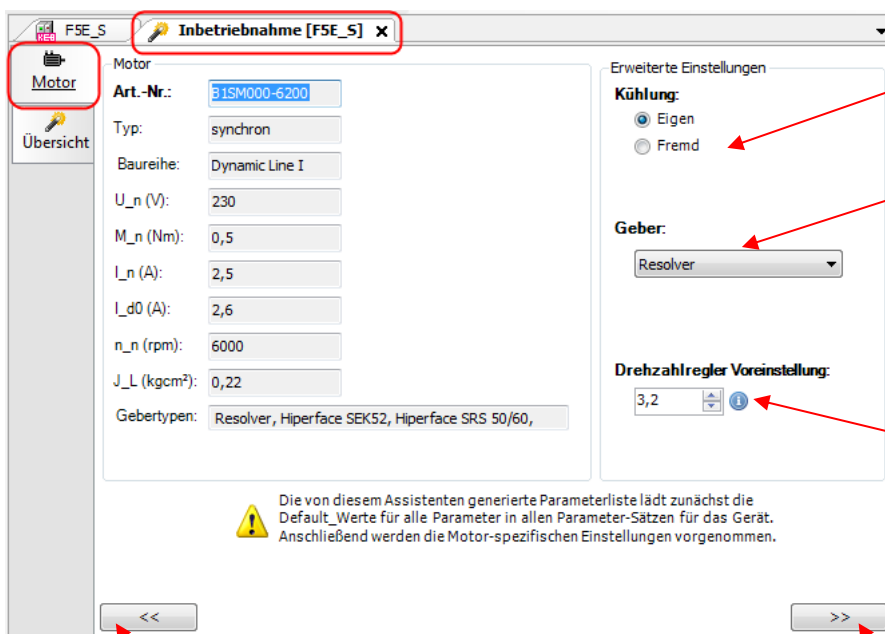 KEB F5E_S
Inbetriebnahme [F5E_S] x
Motor
Übersicht
Motor
Art.-Nr.: B1SM000-6200
Typ: synchron
Baureihe: Dynamic Line I
U_n (V): 230
M_n (Nm): 0,5
I_n (A): 2,5
I_d0 (A): 2,6
n_n (rpm): 6000
J_L (kgcm²): 0,22
Gebertypen: Resolver, Hiperface SEK52, Hiperface SRS 50/60,
Erweiterte Einstellungen
Kühlung:
Eigen
Fremd
Geber:
Resolver
Drehzahlregler Voreinstellung:
3,2
Die von diesem Assistenten generierte Parameterliste lädt zunächst die
Default_Werte für alle Parameter in allen Parameter-Sätzen für das Gerät.
Anschließend werden die Motor-spezifischen Einstellungen vorgenommen.
<< >>